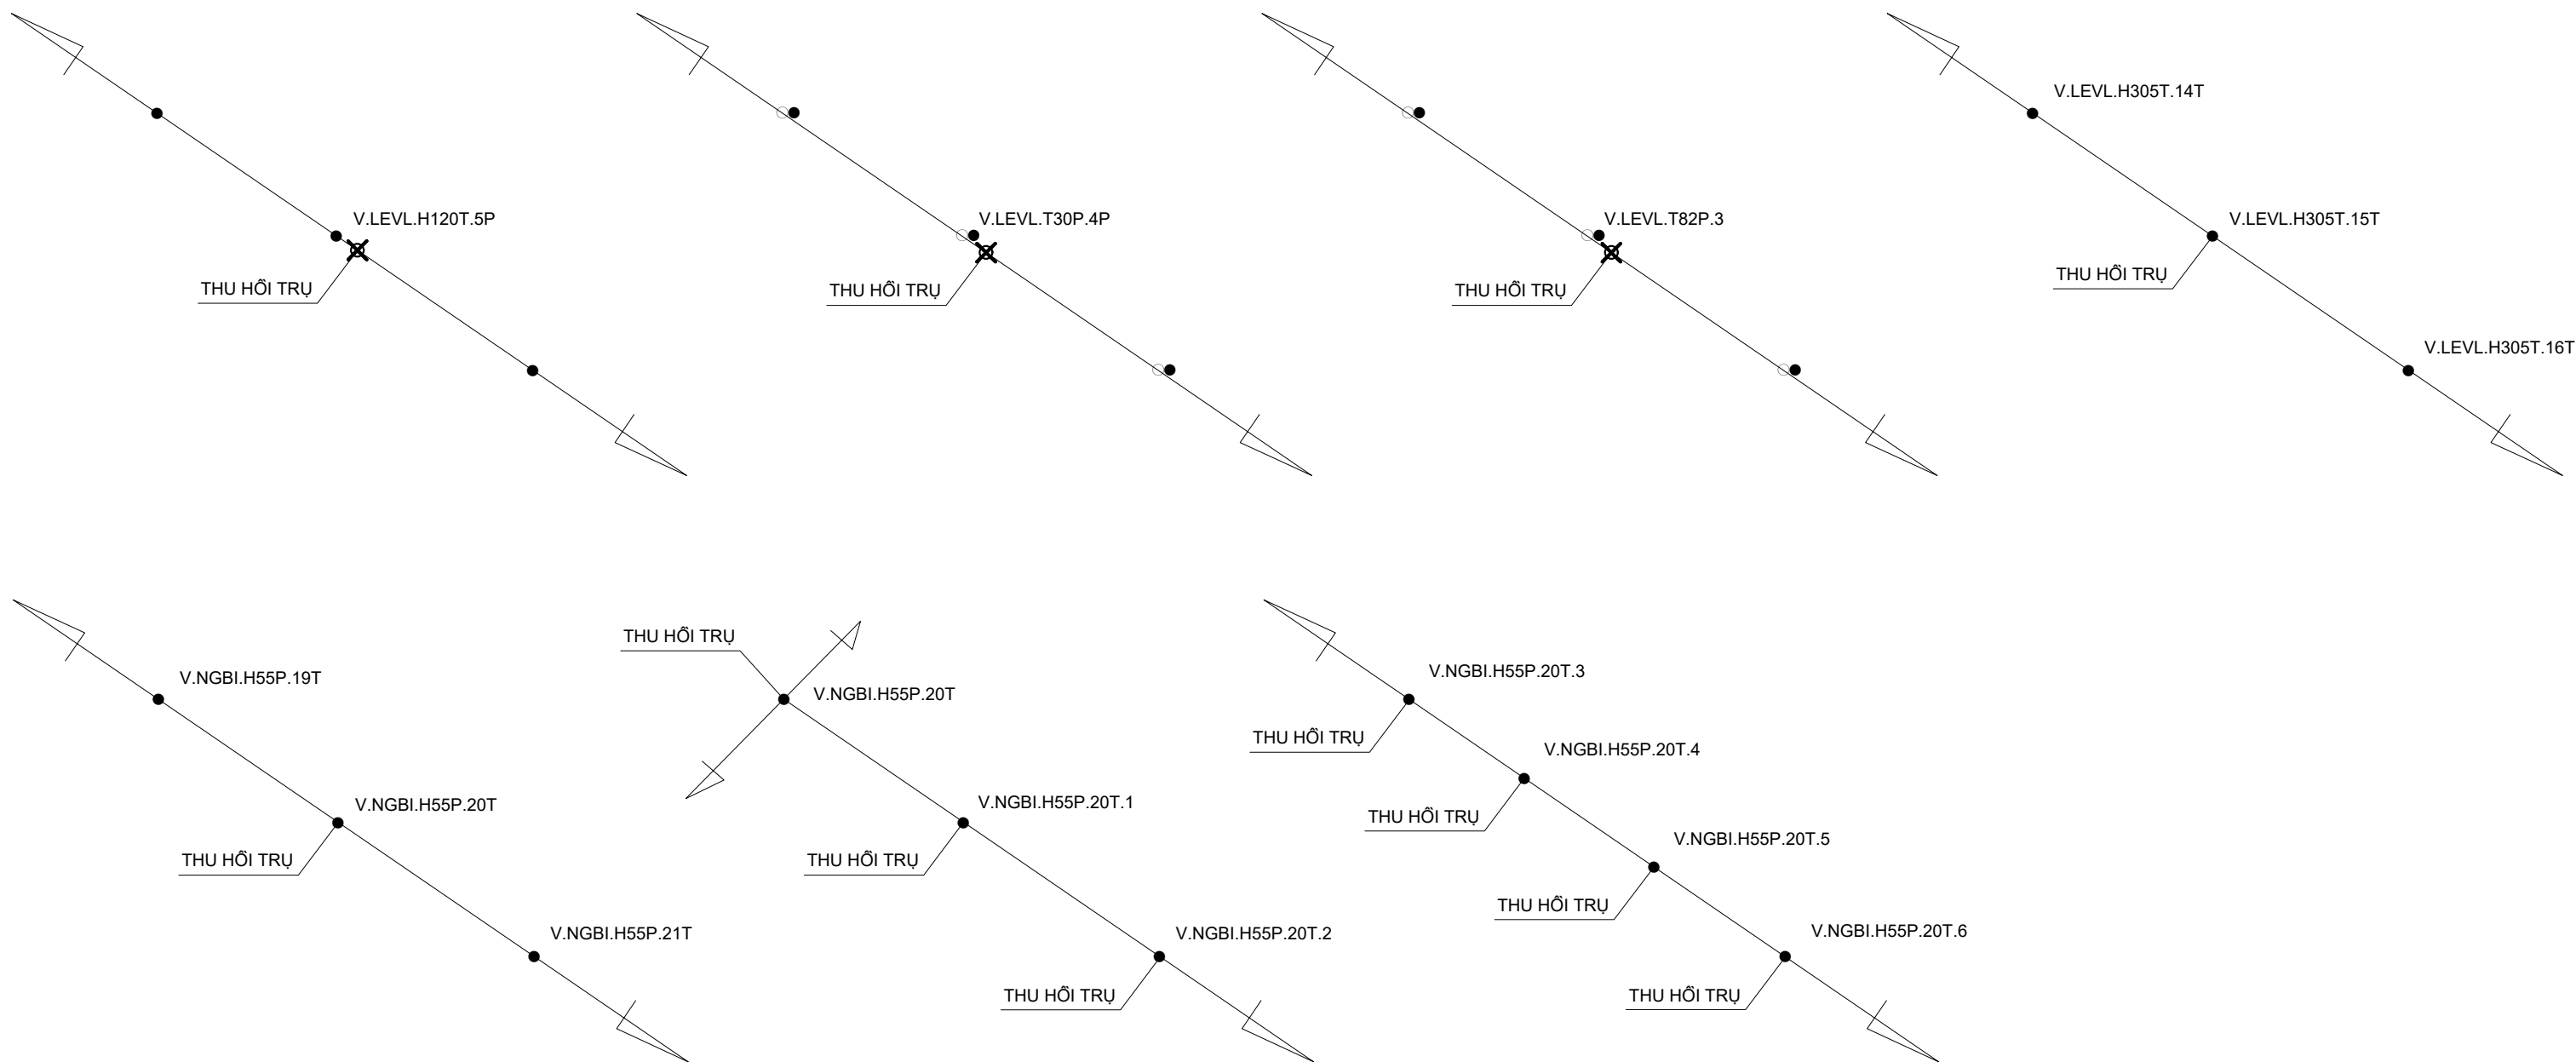 V.LEVL.H120T.5P
THU HỒI TRỤ
V.LEVL.T30P.4P
THU HỒI TRỤ
V.LEVL.T82P.3
THU HỒI TRỤ
V.LEVL.H305T.14T
V.LEVL.H305T.15T
THU HỒI TRỤ
V.LEVL.H305T.16T
V.NGBI.H55P.19T
V.NGBI.H55P.20T
THU HỒI TRỤ
V.NGBI.H55P.21T
THU HỒI TRỤ
V.NGBI.H55P.20T
V.NGBI.H55P.20T.1
THU HỒI TRỤ
V.NGBI.H55P.20T.2
THU HỒI TRỤ
V.NGBI.H55P.20T.3
THU HỒI TRỤ
V.NGBI.H55P.20T.4
THU HỒI TRỤ
V.NGBI.H55P.20T.5
THU HỒI TRỤ
V.NGBI.H55P.20T.6
THU HỒI TRỤ